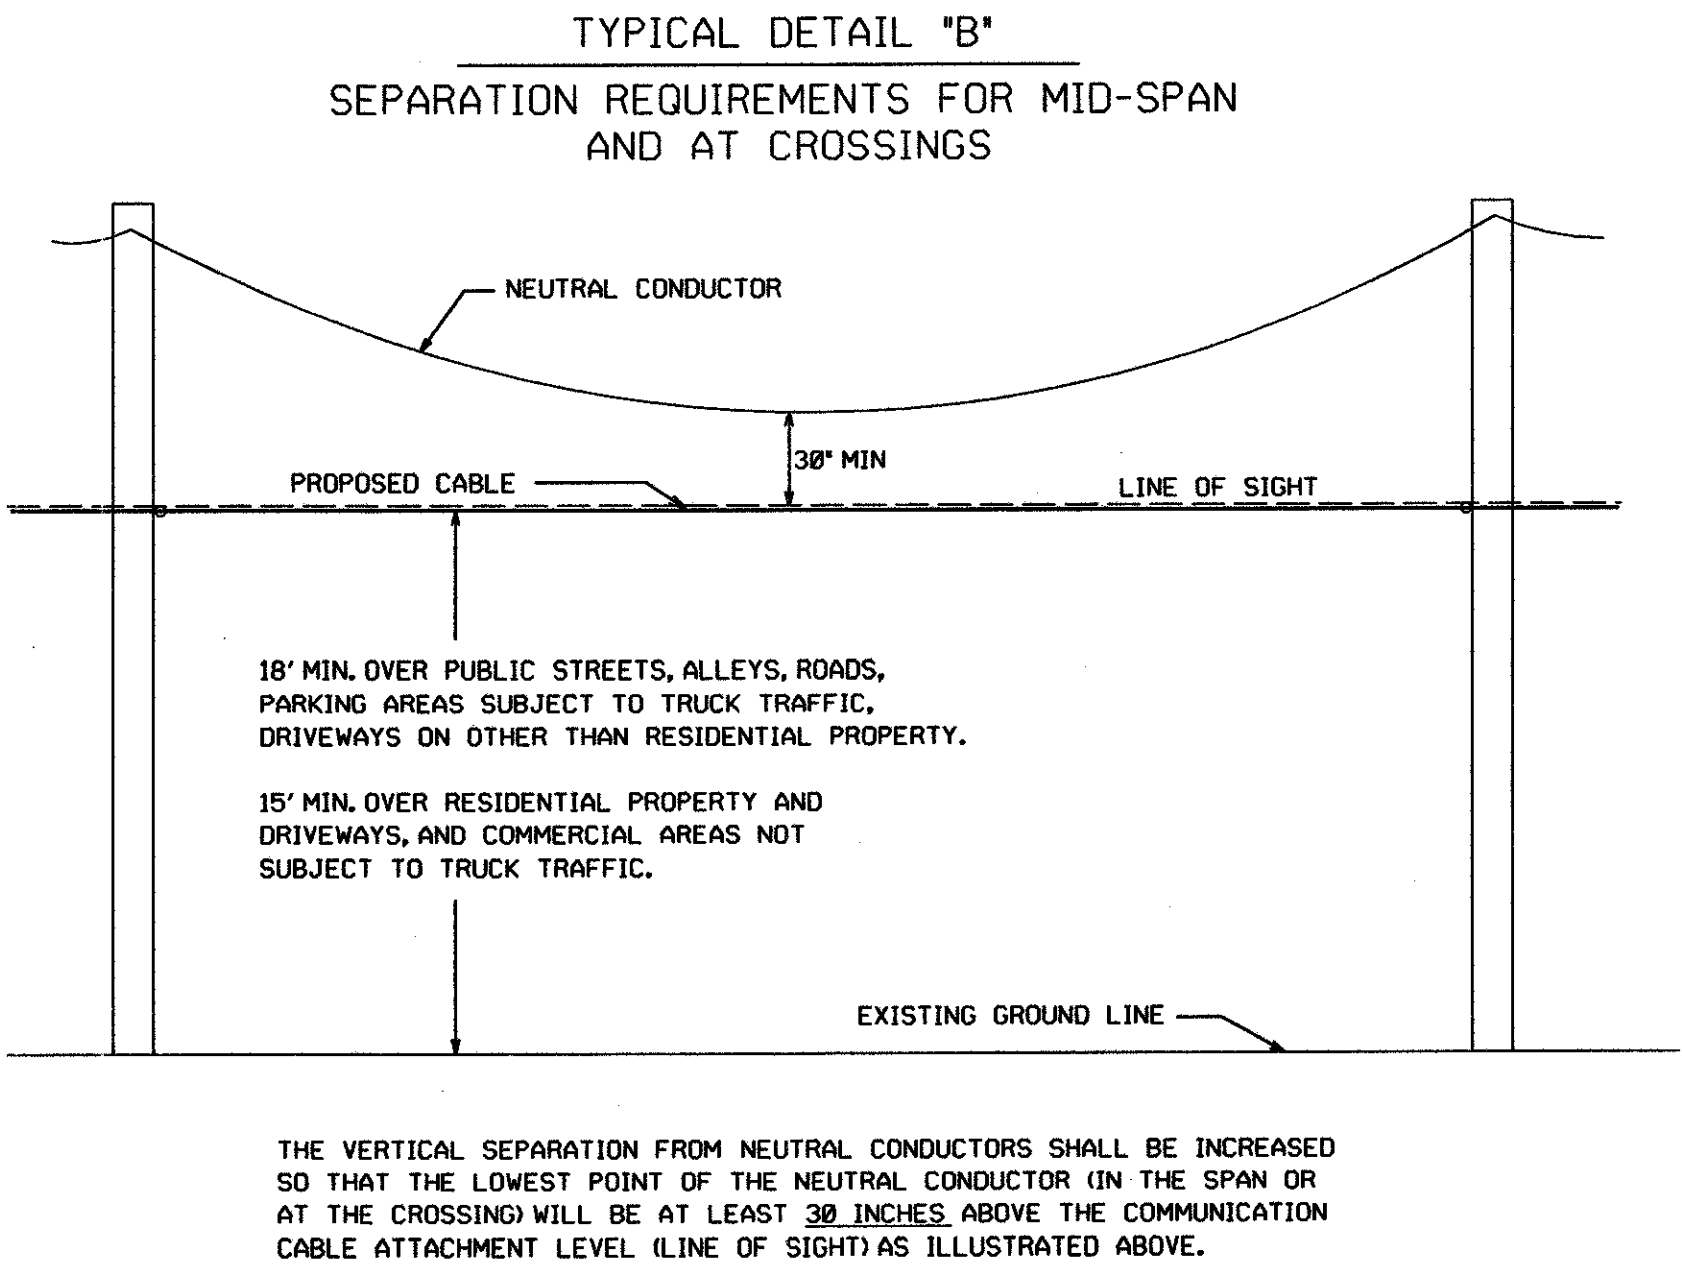 TYPICAL DETAIL "B"
SEPARATION REQUIREMENTS FOR MID-SPAN
AND AT CROSSINGS
NEUTRAL CONDUCTOR
30" MIN
PROPOSED CABLE
LINE OF SIGHT
18' MIN. OVER PUBLIC STREETS, ALLEYS, ROADS,
PARKING AREAS SUBJECT TO TRUCK TRAFFIC,
DRIVEWAYS ON OTHER THAN RESIDENTIAL PROPERTY.
15' MIN. OVER RESIDENTIAL PROPERTY AND
DRIVEWAYS, AND COMMERCIAL AREAS NOT
SUBJECT TO TRUCK TRAFFIC.
EXISTING GROUND LINE
THE VERTICAL SEPARATION FROM NEUTRAL CONDUCTORS SHALL BE INCREASED
SO THAT THE LOWEST POINT OF THE NEUTRAL CONDUCTOR (IN THE SPAN OR
AT THE CROSSING) WILL BE AT LEAST 30 INCHES ABOVE THE COMMUNICATION
CABLE ATTACHMENT LEVEL (LINE OF SIGHT) AS ILLUSTRATED ABOVE.